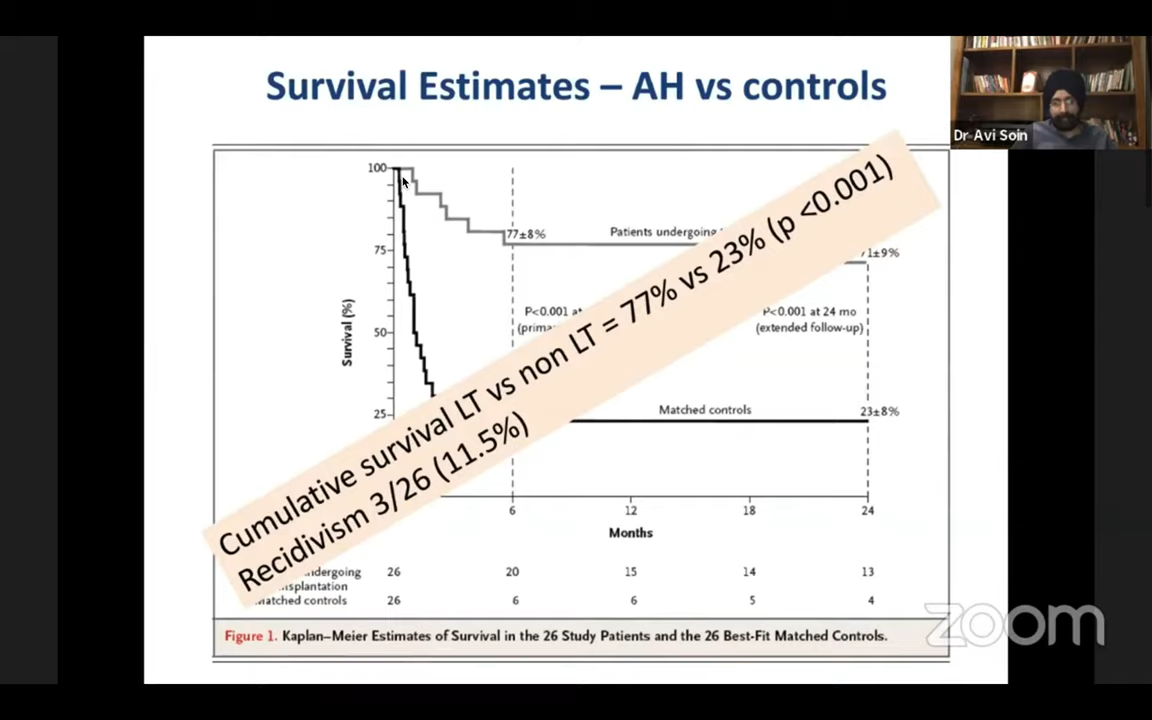 Survival Estimates – AH vs controls
Dr Avi Soin
100
75
50
25
Survival (%)
77±8%
Patients undergoing
1±9%
P<0.001 at
P<0.001 at 24 mo
(extended follow-up)
Matched controls
23±8%
Cumulative survival LT vs non LT = 77% vs 23% (p <0.001)
Recidivism 3/26 (11.5%)
6 12 18 24
Months
26 20 15 14 13
Matched controls 26 6 6 5 4
Figure 1. Kaplan–Meier Estimates of Survival in the 26 Study Patients and the 26 Best-Fit Matched Controls.
zoom